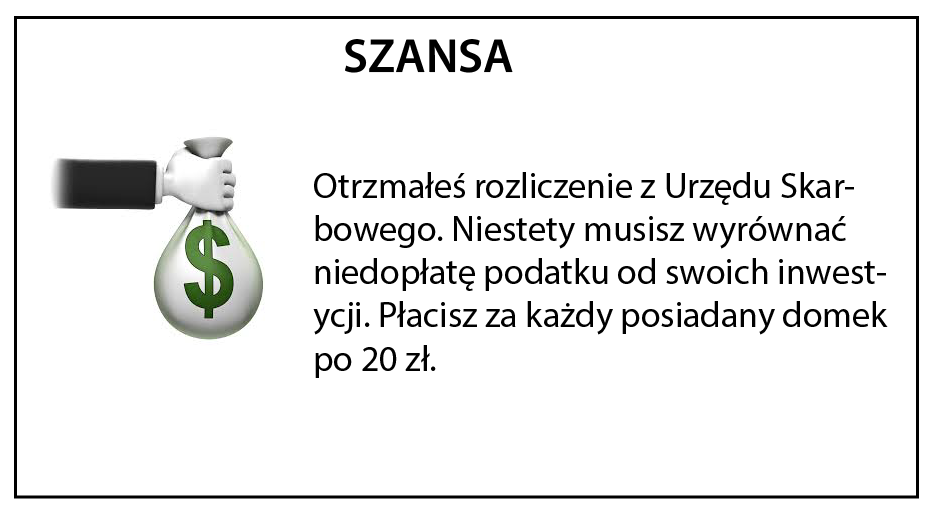 SZANSA
$
Otrzmałeś rozliczenie z Urzędu Skar-
bowego. Niestety musisz wyrównać
niedopłatę podatku od swoich inwest-
ycji. Płacisz za każdy posiadany domek
po 20 zł.